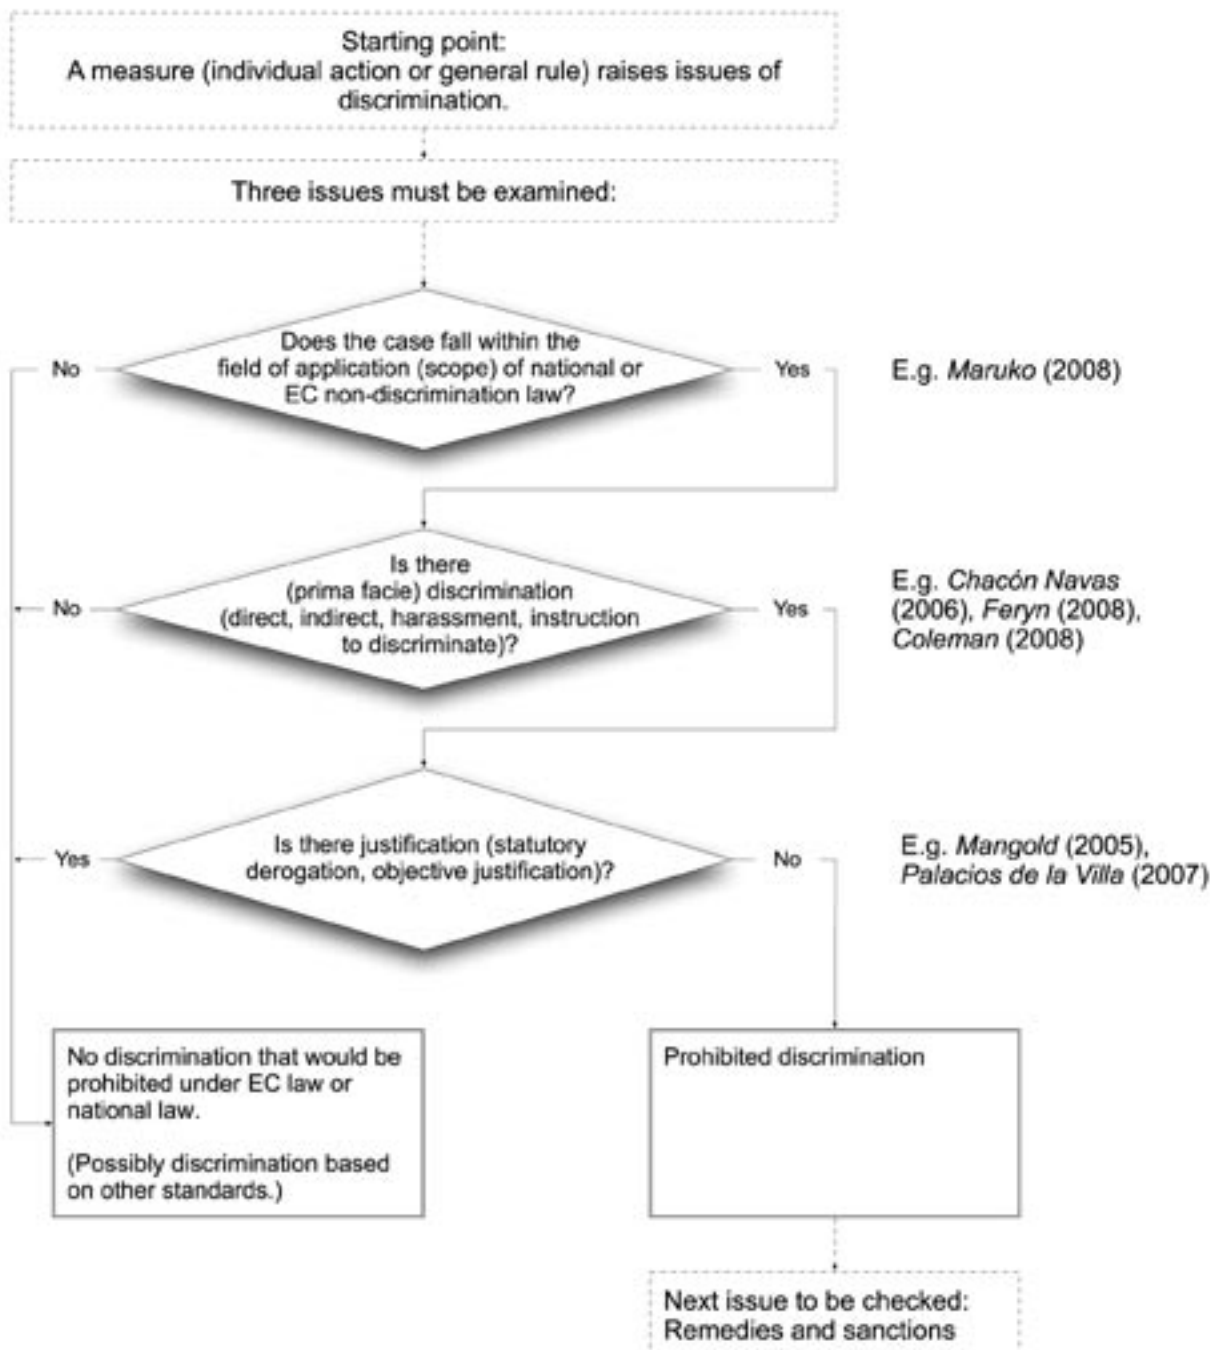 Starting point:
A measure (individual action or general rule) raises issues of
discrimination.
Three issues must be examined:
Does the case fall within the
field of application (scope) of national or
EC non-discrimination law?
No
Yes
E.g. Maruko (2008)
Is there
(prima facie) discrimination
(direct, indirect, harassment, instruction
to discriminate)?
No
Yes
E.g. Chacón Navas
(2006), Feryn (2008),
Coleman (2008)
Is there justification (statutory
derogation, objective justification)?
Yes
No
E.g. Mangold (2005),
Palacios de la Villa (2007)
No discrimination that would be
prohibited under EC law or
national law.
(Possibly discrimination based
on other standards.)
Prohibited discrimination
Next issue to be checked:
Remedies and sanctions